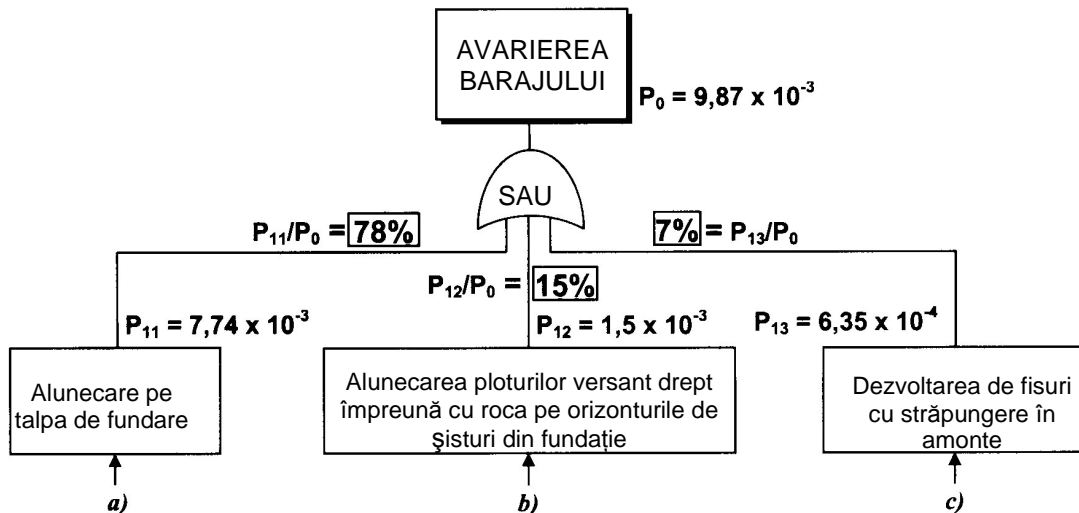 AVARIEREA
BARAJULUI
P₀ = 9,87 x 10⁻³
SAU
P₁₁/P₀ = 78%
7% = P₁₃/P₀
P₁₂/P₀ = 15%
P₁₁ = 7,74 x 10⁻³
P₁₂ = 1,5 x 10⁻³
P₁₃ = 6,35 x 10⁻⁴
Alunecare pe
talpa de fundare
Alunecarea ploturilor versant drept
împreună cu roca pe orizonturile de
şisturi din fundaţie
Dezvoltarea de fisuri
cu străpungere în
amonte
a)
b)
c)